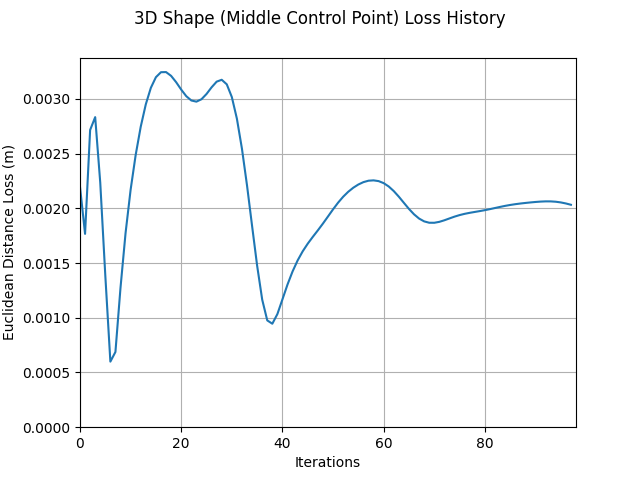 3D Shape (Middle Control Point) Loss History
Euclidean Distance Loss (m)
0.0030
0.0025
0.0020
0.0015
0.0010
0.0005
0.0000
0 20 40 60 80
Iterations